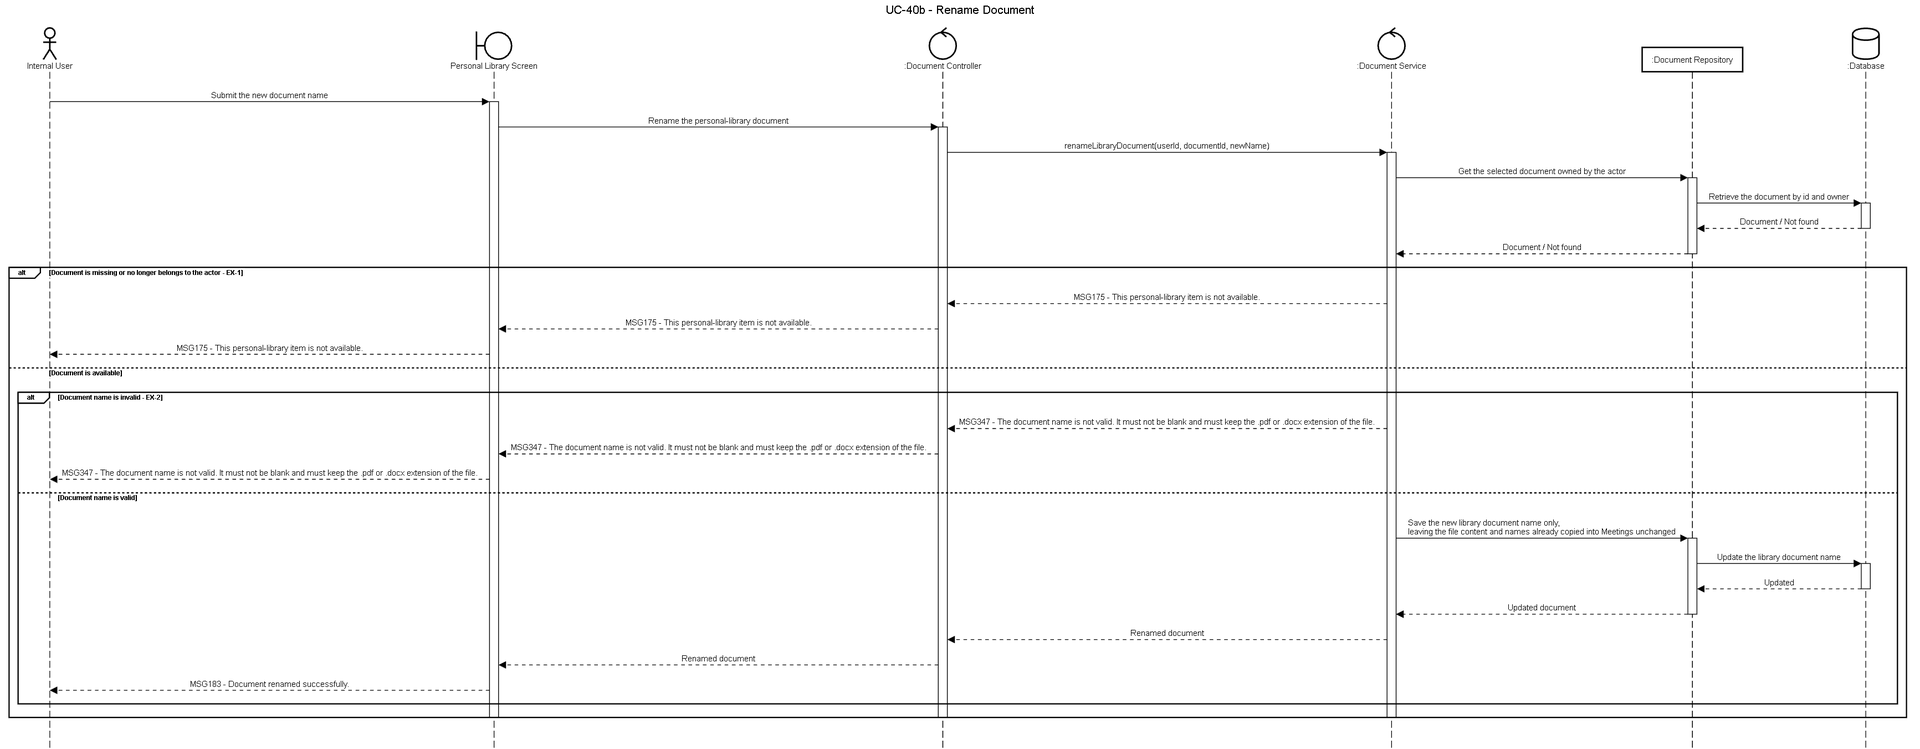 UC-40b - Rename Document
Internal User
Personal Library Screen
:Document Controller
:Document Service
:Document Repository
:Database
Submit the new document name
Rename the personal-library document
renameLibraryDocument(userId, documentId, newName)
Get the selected document owned by the actor
Retrieve the document by id and owner
Document / Not found
Document / Not found
alt [Document is missing or no longer belongs to the actor - EX-1]
MSG175 - This personal-library item is not available.
MSG175 - This personal-library item is not available.
MSG175 - This personal-library item is not available.
[Document is available]
alt [Document name is invalid - EX-2]
MSG347 - The document name is not valid. It must not be blank and must keep the .pdf or .docx extension of the file.
MSG347 - The document name is not valid. It must not be blank and must keep the .pdf or .docx extension of the file.
MSG347 - The document name is not valid. It must not be blank and must keep the .pdf or .docx extension of the file.
[Document name is valid]
Save the new library document name only,
leaving the file content and names already copied into Meetings unchanged
Update the library document name
Updated
Updated document
Renamed document
Renamed document
MSG183 - Document renamed successfully.